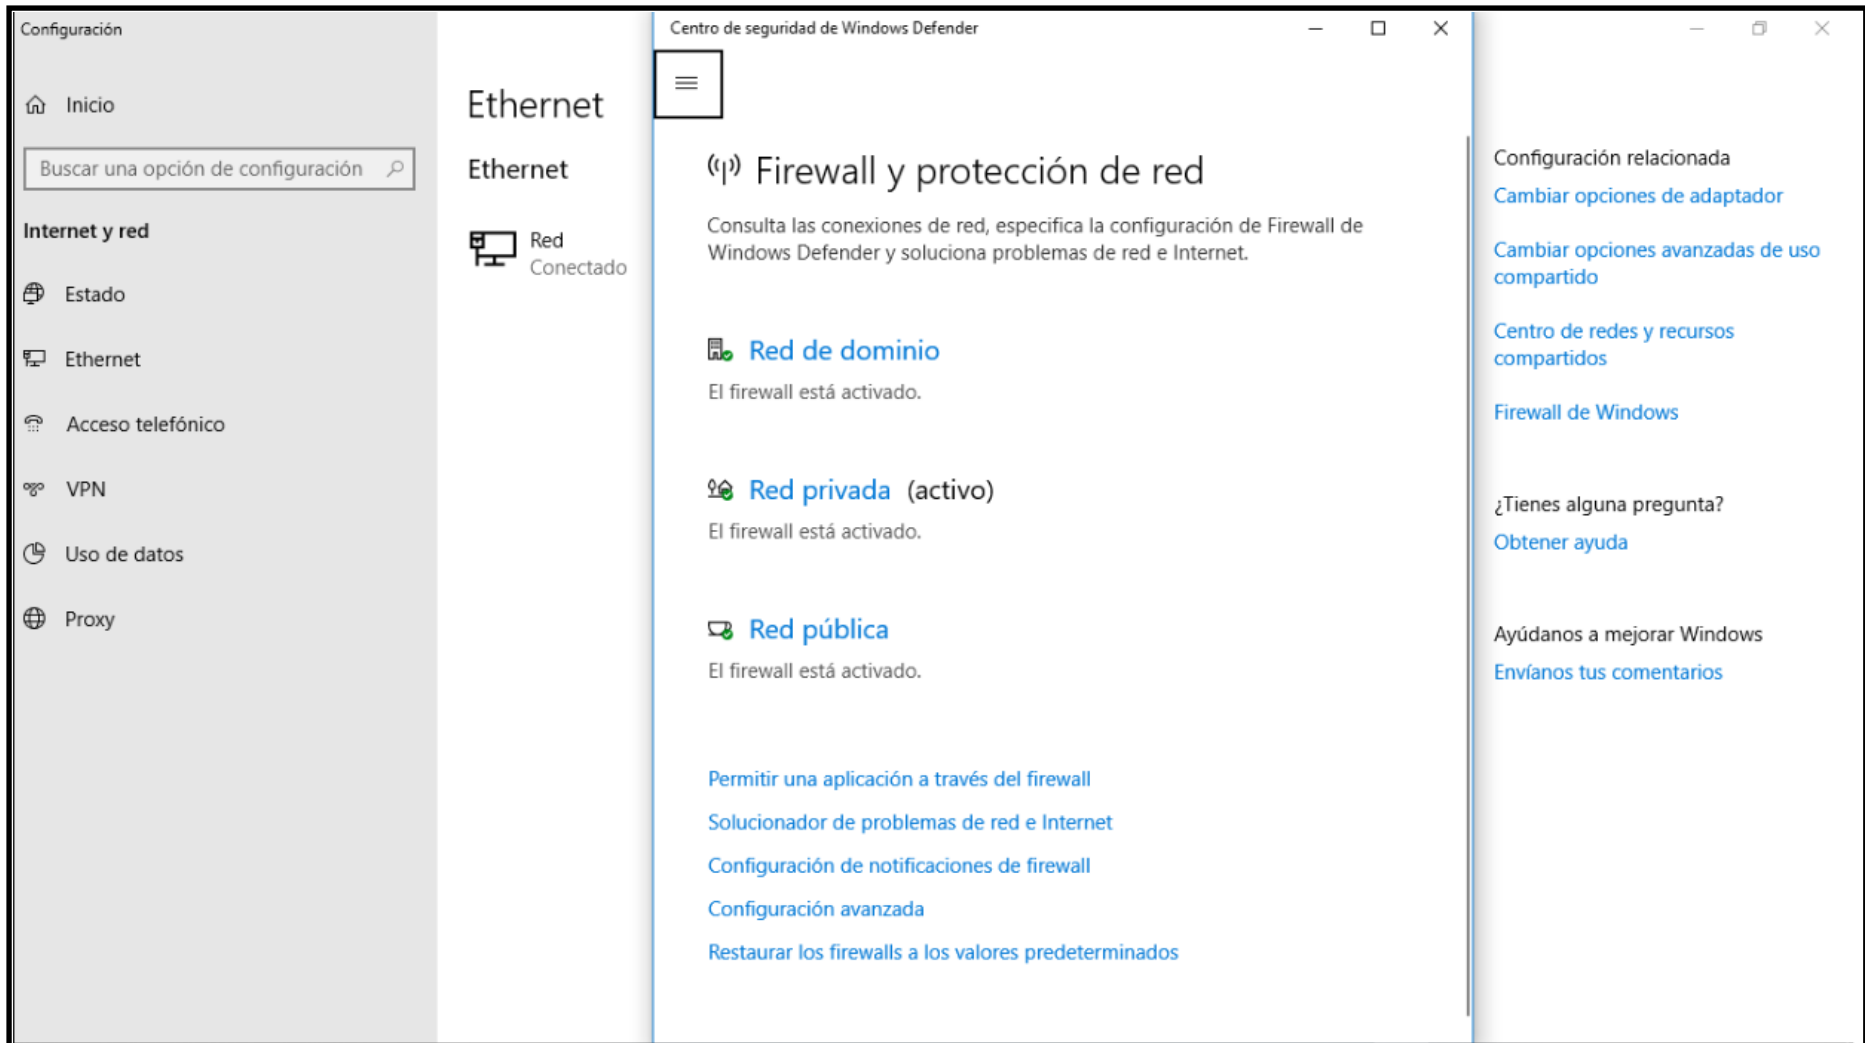 Configuración
Inicio
Buscar una opción de configuración
Internet y red
Estado
Ethernet
Acceso telefónico
VPN
Uso de datos
Proxy
Ethernet
Ethernet
Red
Conectado
Centro de seguridad de Windows Defender
Firewall y protección de red
Consulta las conexiones de red, especifica la configuración de Firewall de
Windows Defender y soluciona problemas de red e Internet.
Red de dominio
El firewall está activado.
Red privada (activo)
El firewall está activado.
Red pública
El firewall está activado.
Permitir una aplicación a través del firewall
Solucionador de problemas de red e Internet
Configuración de notificaciones de firewall
Configuración avanzada
Restaurar los firewalls a los valores predeterminados
Configuración relacionada
Cambiar opciones de adaptador
Cambiar opciones avanzadas de uso
compartido
Centro de redes y recursos
compartidos
Firewall de Windows
¿Tienes alguna pregunta?
Obtener ayuda
Ayúdanos a mejorar Windows
Envíanos tus comentarios